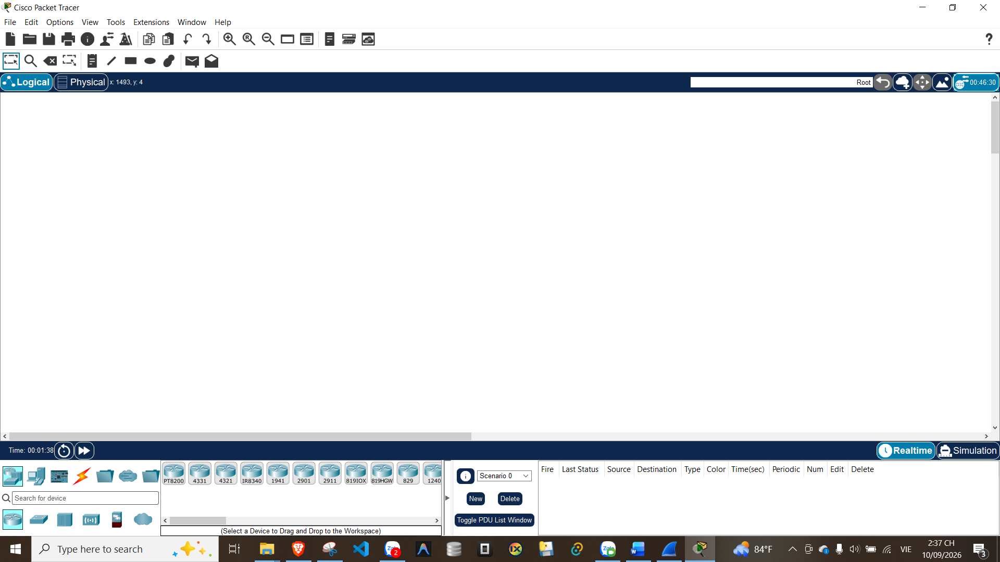 Cisco Packet Tracer
File Edit Options View Tools Extensions Window Help
Logical Physical x: 1493, y: 4 Root 00:46:30
Time: 00:01:38 Realtime Simulation
PT8200 4331 4321 IR8340 1941 2901 2911 819IOX 819HGW 829 1240
Search for device
(Select a Device to Drag and Drop to the Workspace)
Scenario 0
New Delete
Toggle PDU List Window
Fire Last Status Source Destination Type Color Time(sec) Periodic Num Edit Delete
Type here to search
2
84°F
VIE
2:37 CH
10/09/2026
3